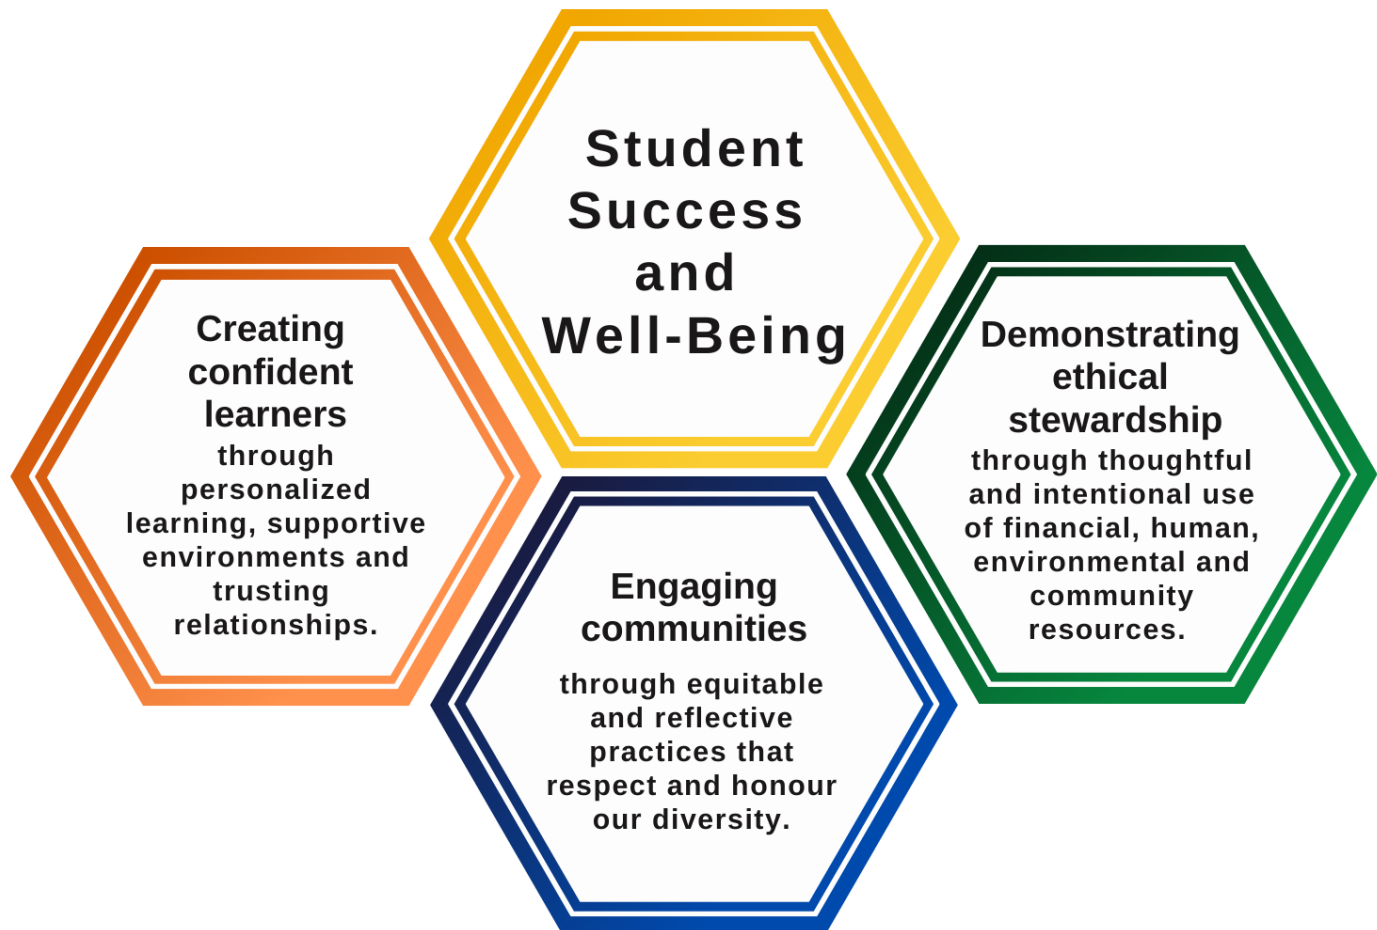 Student
Success
and
Well-Being
Creating
confident
learners
through
personalized
learning, supportive
environments and
trusting
relationships.
Engaging
communities
through equitable
and reflective
practices that
respect and honour
our diversity.
Demonstrating
ethical
stewardship
through thoughtful
and intentional use
of financial, human,
environmental and
community
resources.